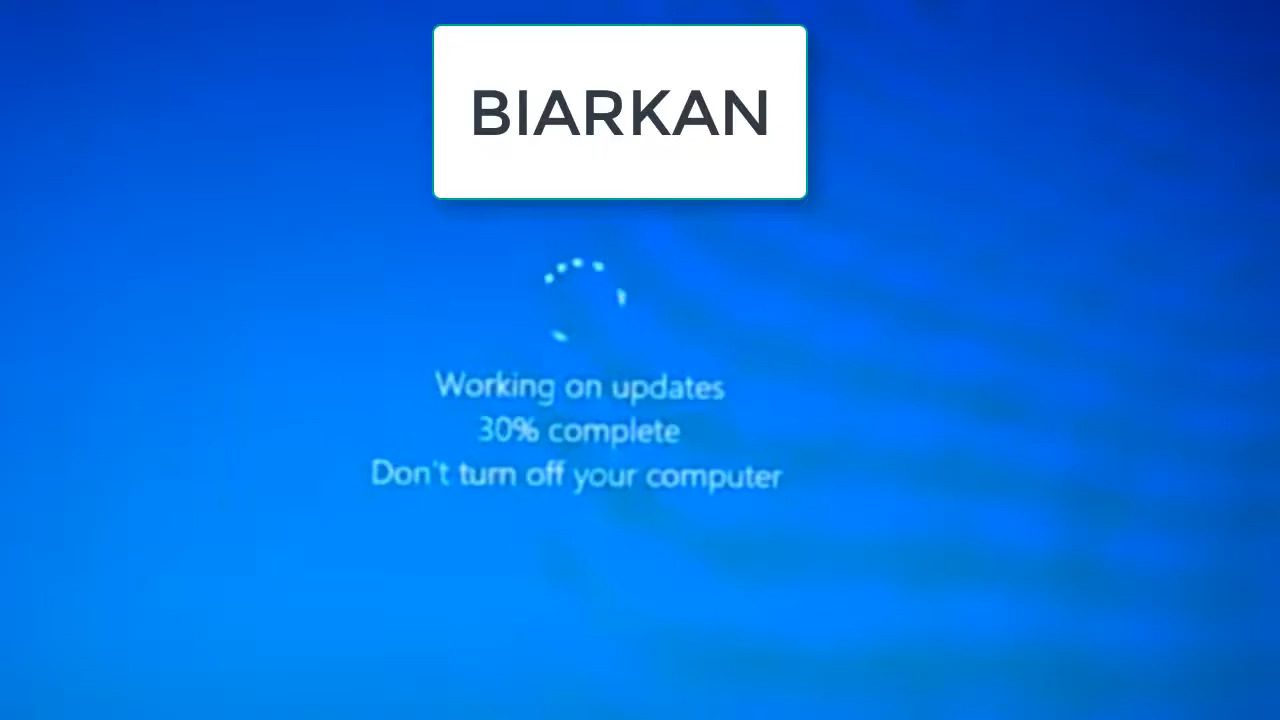 BIARKAN
Working on updates
30% complete
Don't turn off your computer